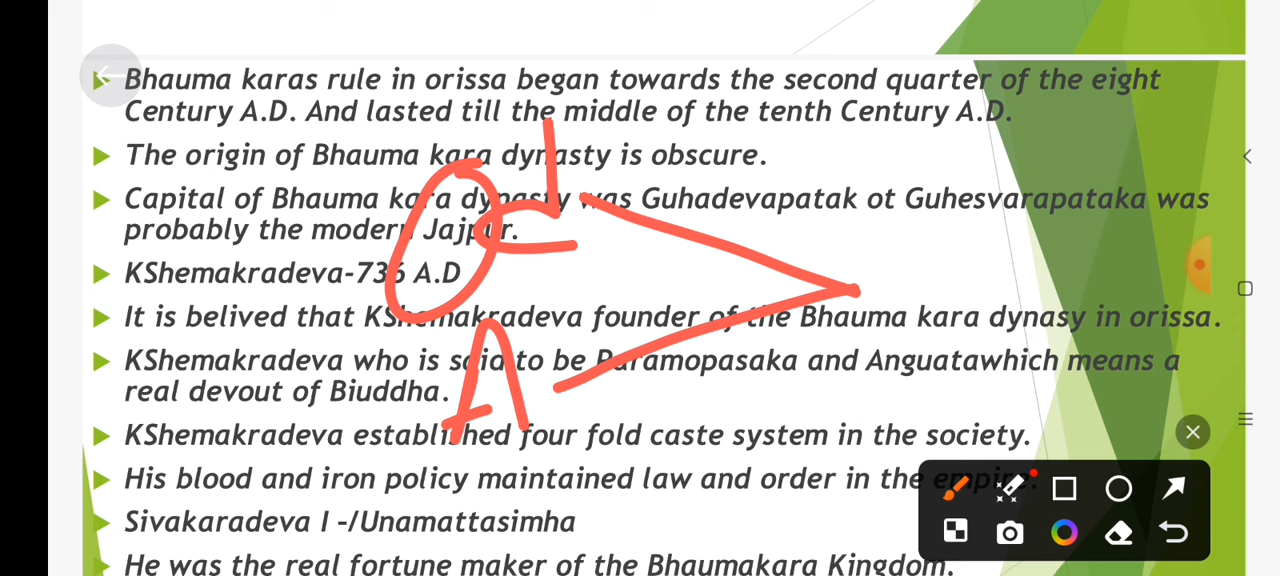 Bhauma karas rule in orissa began towards the second quarter of the eight
Century A.D. And lasted till the middle of the tenth Century A.D.
The origin of Bhauma kara dynasty is obscure.
Capital of Bhauma kara dynasty was Guhadevapatak ot Guhesvarapataka was
probably the modern Jajpur.
KShemakradeva-736 A.D
It is belived that KShemakradeva founder of the Bhauma kara dynasy in orissa.
KShemakradeva who is said to be Paramopasaka and Anguatawhich means a
real devout of Biuddha.
KShemakradeva established four fold caste system in the society.
His blood and iron policy maintained law and order in the empire.
Sivakaradeva I -/Unamattasimha
He was the real fortune maker of the Bhaumakara Kingdom.